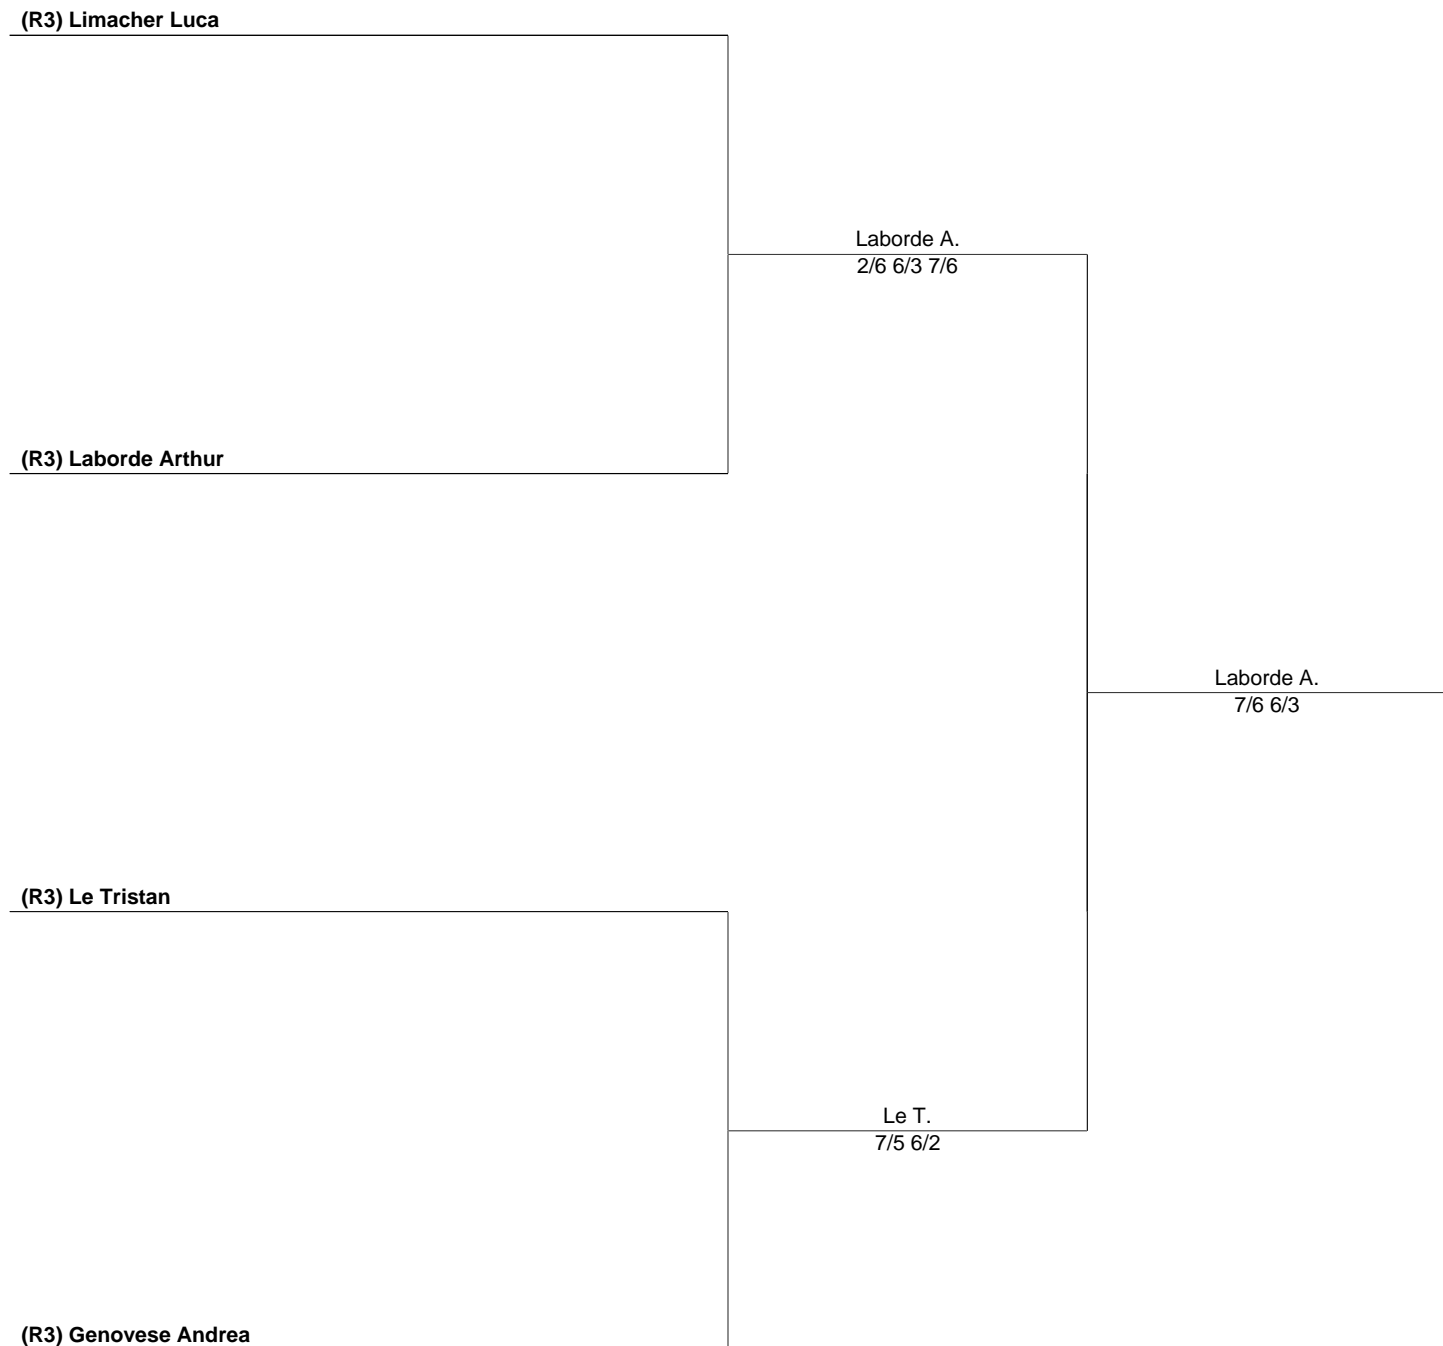 (R3) Limacher Luca
Laborde A.
2/6 6/3 7/6
(R3) Laborde Arthur
Laborde A.
7/6 6/3
(R3) Le Tristan
Le T.
7/5 6/2
(R3) Genovese Andrea